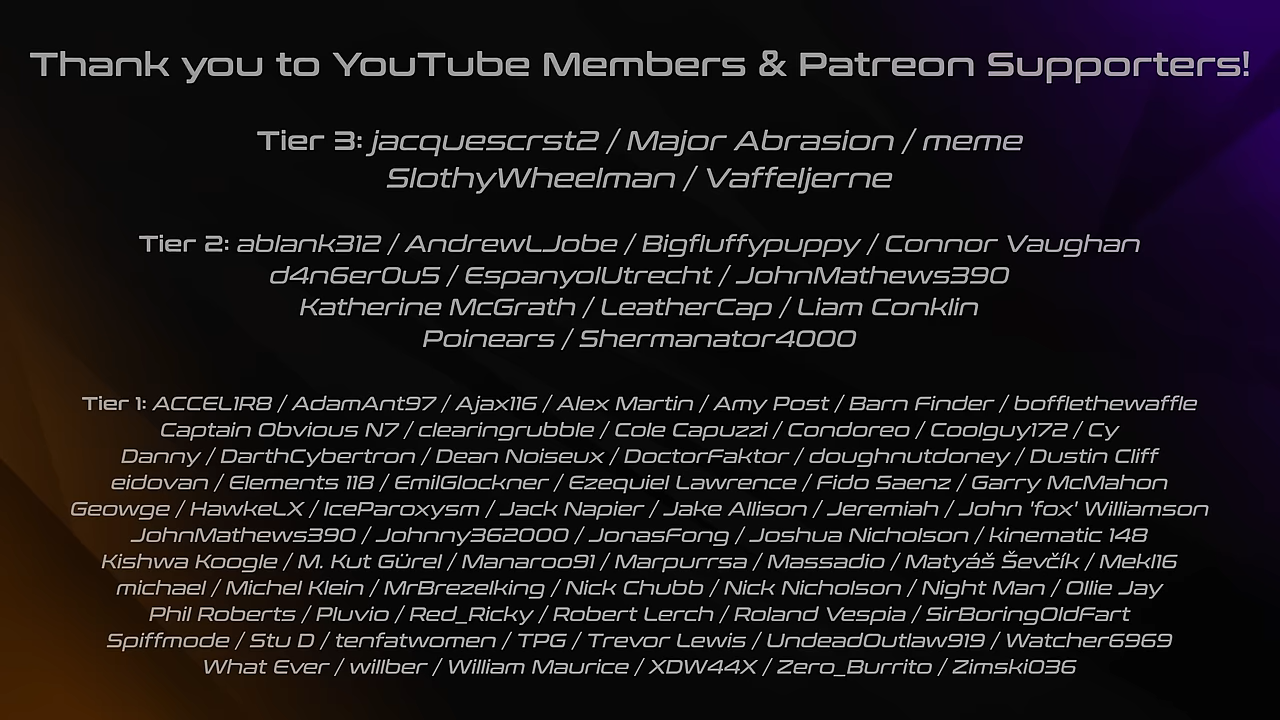 Thank you to YouTube Members & Patreon Supporters!
Tier 3: jacquescrst2 / Major Abrasion / meme
SlothyWheelman / Vaffeljerne
Tier 2: ablank312 / AndrewLJobe / Bigfluffypuppy / Connor Vaughan
d4n6er0u5 / EspanyolUtrecht / JohnMathews390
Katherine McGrath / LeatherCap / Liam Conklin
Poinears / Shermanator4000
Tier 1: ACCEL1R8 / AdamAnt97 / Ajax116 / Alex Martin / Amy Post / Barn Finder / bofflethewaffle
Captain Obvious N7 / clearingrubble / Cole Capuzzi / Condoreo / Coolguy172 / Cy
Danny / DarthCybertron / Dean Noiseux / DoctorFaktor / doughnutdoney / Dustin Cliff
eidovan / Elements 118 / EmilGlockner / Ezequiel Lawrence / Fido Saenz / Garry McMahon
Geowge / HawkeLX / IceParoxysm / Jack Napier / Jake Allison / Jeremiah / John 'fox' Williamson
JohnMathews390 / Johnny362000 / JonasFong / Joshua Nicholson / kinematic 148
Kishwa Koogle / M. Kut Gürel / Manaroo91 / Marpurrsa / Massadio / Matyáš Ševčík / Mekl16
michael / Michel Klein / MrBrezelking / Nick Chubb / Nick Nicholson / Night Man / Ollie Jay
Phil Roberts / Pluvio / Red_Ricky / Robert Lerch / Roland Vespia / SirBoringOldFart
Spiffmode / Stu D / tenfatwomen / TPG / Trevor Lewis / UndeadOutlaw919 / Watcher6969
What Ever / willber / William Maurice / XDW44X / Zero_Burrito / Zimski036